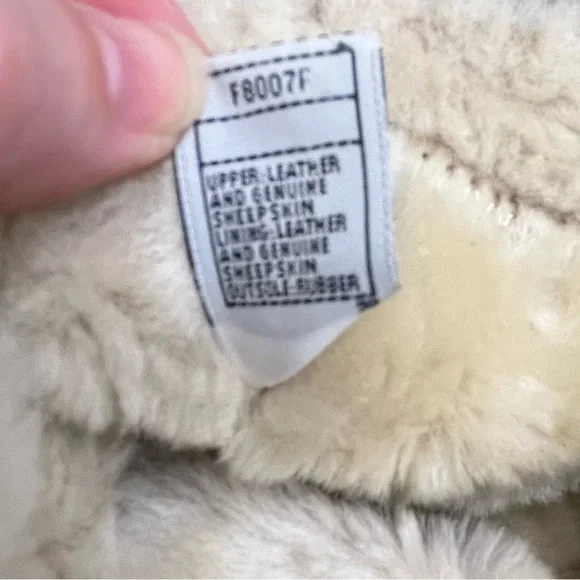 F8007F
UPPER:LEATHER
AND GENUINE
SHEEPSKIN
LINING:LEATHER
AND GENUINE
SHEEPSKIN
OUTSOLE:RUBBER